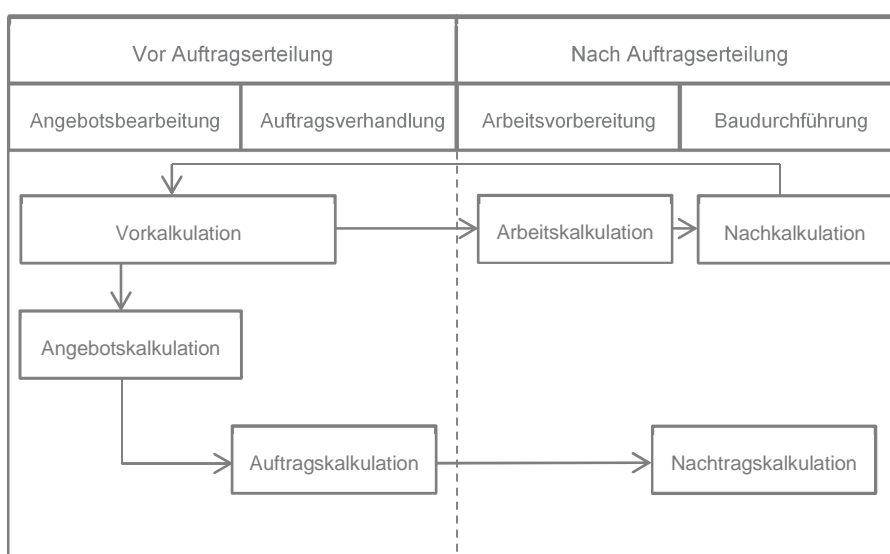 Vor Auftragserteilung
Nach Auftragserteilung
Angebotsbearbeitung
Auftragsverhandlung
Arbeitsvorbereitung
Baudurchführung
Vorkalkulation
Arbeitskalkulation
Nachkalkulation
Angebotskalkulation
Auftragskalkulation
Nachtragskalkulation